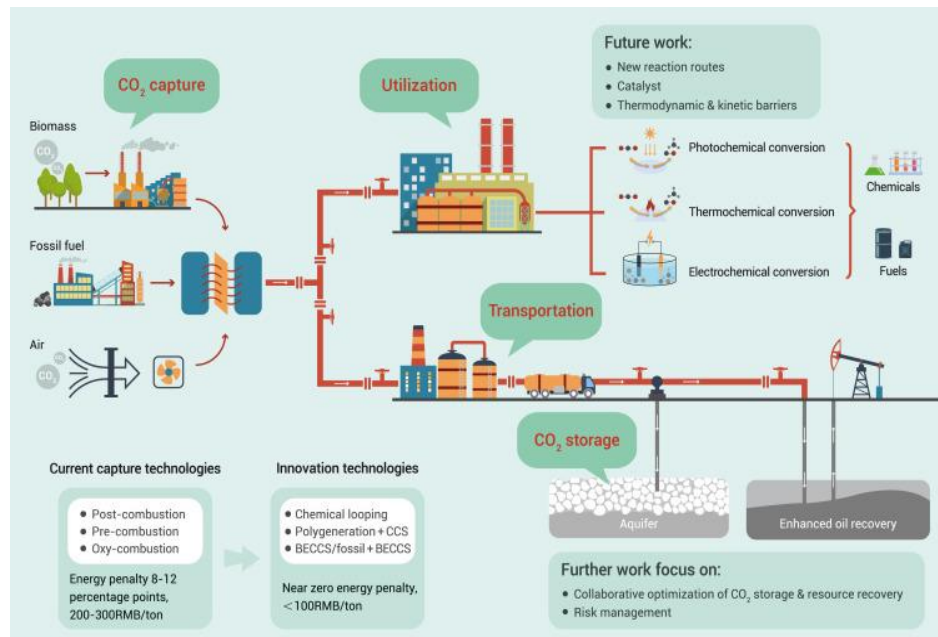 CO₂ capture
Biomass
CO₂
Fossil fuel
Air
CO₂
Utilization
Future work:
● New reaction routes
● Catalyst
● Thermodynamic & kinetic barriers
Photochemical conversion
Thermochemical conversion
Electrochemical conversion
Chemicals
Fuels
Transportation
CO₂ storage
Aquifer
Enhanced oil recovery
Current capture technologies
● Post-combustion
● Pre-combustion
● Oxy-combustion
Energy penalty 8-12
percentage points,
200-300RMB/ton
Innovation technologies
● Chemical looping
● Polygeneration + CCS
● BECCS/fossil + BECCS
Near zero energy penalty,
<100RMB/ton
Further work focus on:
● Collaborative optimization of CO₂ storage & resource recovery
● Risk management